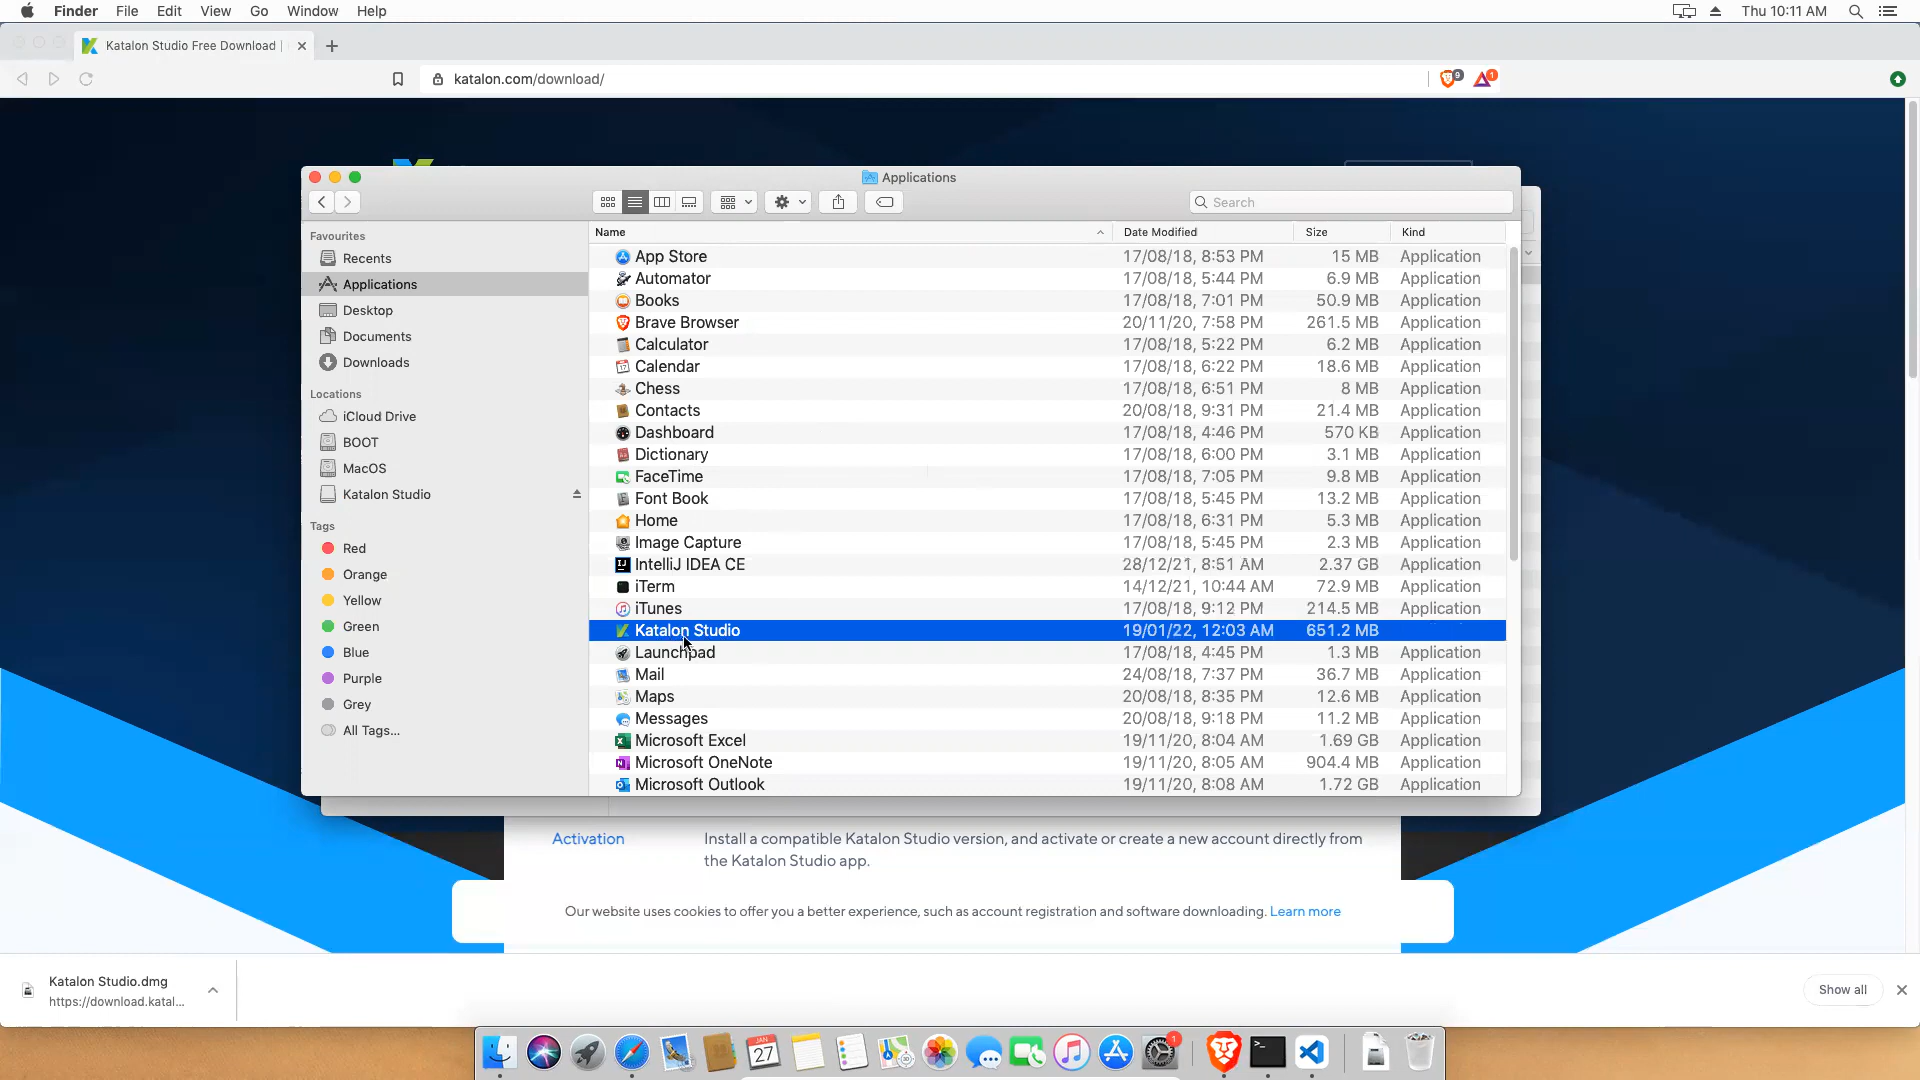 Finder File Edit View Go Window Help Thu 10:11 AM
Katalon Studio Free Download |
katalon.com/download/
9 1
Applications
Search
Favourites
Recents
Applications
Desktop
Documents
Downloads
Locations
iCloud Drive
BOOT
MacOS
Katalon Studio
Tags
Red
Orange
Yellow
Green
Blue
Purple
Grey
All Tags...
Name Date Modified Size Kind
App Store 17/08/18, 8:53 PM 15 MB Application
Automator 17/08/18, 5:44 PM 6.9 MB Application
Books 17/08/18, 7:01 PM 50.9 MB Application
Brave Browser 20/11/20, 7:58 PM 261.5 MB Application
Calculator 17/08/18, 5:22 PM 6.2 MB Application
Calendar 17/08/18, 6:22 PM 18.6 MB Application
Chess 17/08/18, 6:51 PM 8 MB Application
Contacts 20/08/18, 9:31 PM 21.4 MB Application
Dashboard 17/08/18, 4:46 PM 570 KB Application
Dictionary 17/08/18, 6:00 PM 3.1 MB Application
FaceTime 17/08/18, 7:05 PM 9.8 MB Application
Font Book 17/08/18, 5:45 PM 13.2 MB Application
Home 17/08/18, 6:31 PM 5.3 MB Application
Image Capture 17/08/18, 5:45 PM 2.3 MB Application
IntelliJ IDEA CE 28/12/21, 8:51 AM 2.37 GB Application
iTerm 14/12/21, 10:44 AM 72.9 MB Application
iTunes 17/08/18, 9:12 PM 214.5 MB Application
Katalon Studio 19/01/22, 12:03 AM 651.2 MB
Launchpad 17/08/18, 4:45 PM 1.3 MB Application
Mail 24/08/18, 7:37 PM 36.7 MB Application
Maps 20/08/18, 8:35 PM 12.6 MB Application
Messages 20/08/18, 9:18 PM 11.2 MB Application
Microsoft Excel 19/11/20, 8:04 AM 1.69 GB Application
Microsoft OneNote 19/11/20, 8:05 AM 904.4 MB Application
Microsoft Outlook 19/11/20, 8:08 AM 1.72 GB Application
Activation Install a compatible Katalon Studio version, and activate or create a new account directly from
the Katalon Studio app.
Our website uses cookies to offer you a better experience, such as account registration and software downloading. Learn more
Katalon Studio.dmg
https://download.katal...
Show all
JAN
27
1